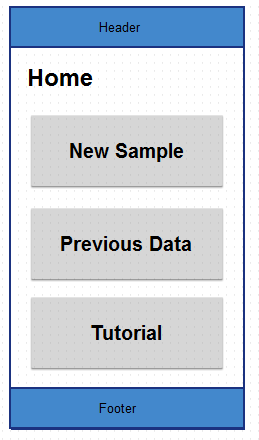 Header
Home
New Sample
Previous Data
Tutorial
Footer